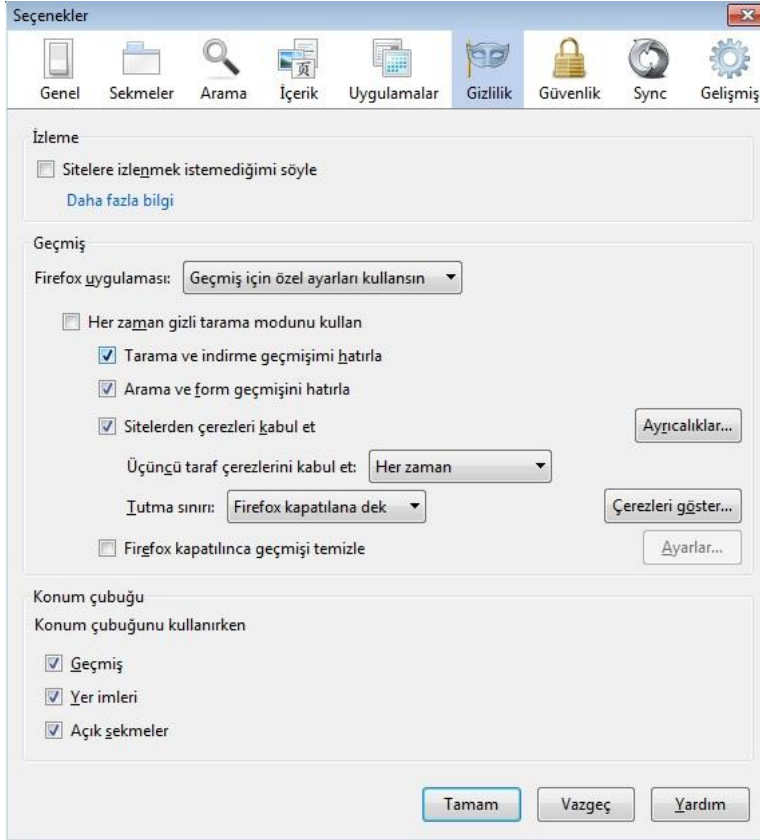 Seçenekler
Genel Sekmeler Arama İçerik Uygulamalar Gizlilik Güvenlik Sync Gelişmiş
页
İzleme
Sitelere izlenmek istemediğimi söyle
Daha fazla bilgi
Geçmiş
Firefox uygulaması: Geçmiş için özel ayarları kullansın
Her zaman gizli tarama modunu kullan
Tarama ve indirme geçmişimi hatırla
Arama ve form geçmişini hatırla
Sitelerden çerezleri kabul et Ayrıcalıklar...
Üçüncü taraf çerezlerini kabul et: Her zaman
Tutma sınırı: Firefox kapatılana dek Çerezleri göster...
Firefox kapatılınca geçmişi temizle Ayarlar...
Konum çubuğu
Konum çubuğunu kullanırken
Geçmiş
Yer imleri
Açık sekmeler
Tamam Vazgeç Yardım